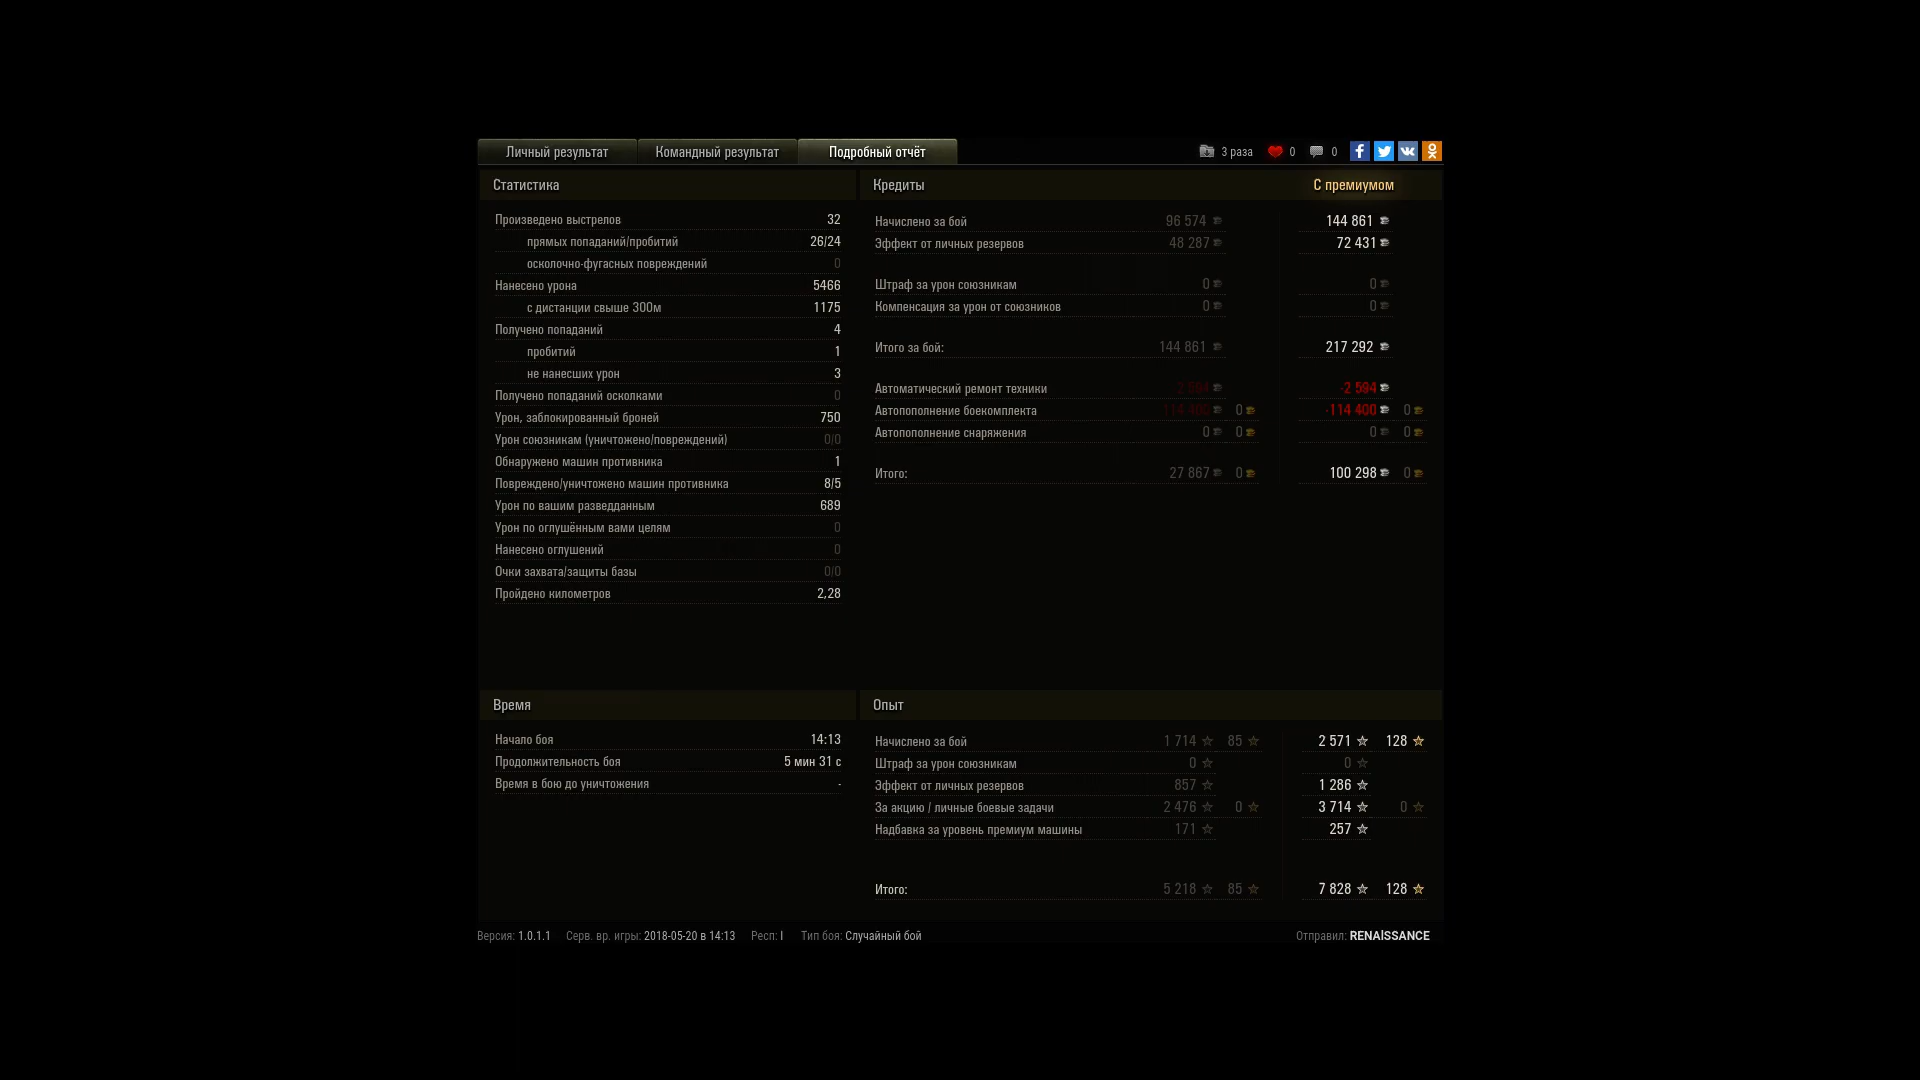 Личный результат Командный результат Подробный отчёт 3 раза 0 0
Статистика
Произведено выстрелов 32
прямых попаданий/пробитий 26/24
осколочно-фугасных повреждений 0
Нанесено урона 5466
с дистанции свыше 300м 1175
Получено попаданий 4
пробитий 1
не нанесших урон 3
Получено попаданий осколками 0
Урон, заблокированный броней 750
Урон союзникам (уничтожено/повреждений) 0/0
Обнаружено машин противника 1
Повреждено/уничтожено машин противника 8/5
Урон по вашим разведданным 689
Урон по оглушённым вами целям 0
Нанесено оглушений 0
Очки захвата/защиты базы 0/0
Пройдено километров 2,28
Кредиты С премиумом
Начислено за бой 96 574 144 861
Эффект от личных резервов 48 287 72 431
Штраф за урон союзникам 0 0
Компенсация за урон от союзников 0 0
Итого за бой: 144 861 217 292
Автоматический ремонт техники -2 594 -2 594
Автопополнение боекомплекта -114 400 0 -114 400 0
Автопополнение снаряжения 0 0 0 0
Итого: 27 867 0 100 298 0
Время
Начало боя 14:13
Продолжительность боя 5 мин 31 с
Время в бою до уничтожения -
Опыт
Начислено за бой 1 714 85 2 571 128
Штраф за урон союзникам 0 0
Эффект от личных резервов 857 1 286
За акцию / личные боевые задачи 2 476 0 3 714 0
Надбавка за уровень премиум машины 171 257
Итого: 5 218 85 7 828 128
Версия: 1.0.1.1 Серв. вр. игры: 2018-05-20 в 14:13 Респ: I Тип боя: Случайный бой Отправил: RENAISSANCE